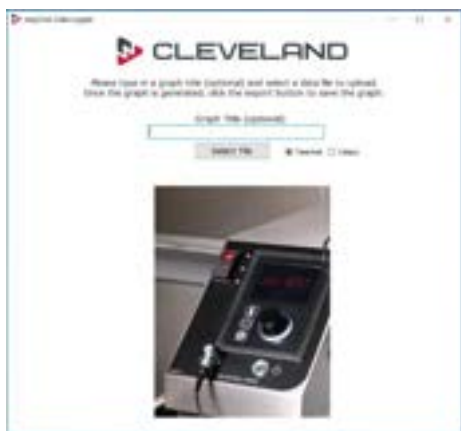 CLEVELAND
Please type in a graph title (optional) and select a data file to upload.
Once the graph is generated, click the export button to save the graph.
Graph Title (optional)
Select File